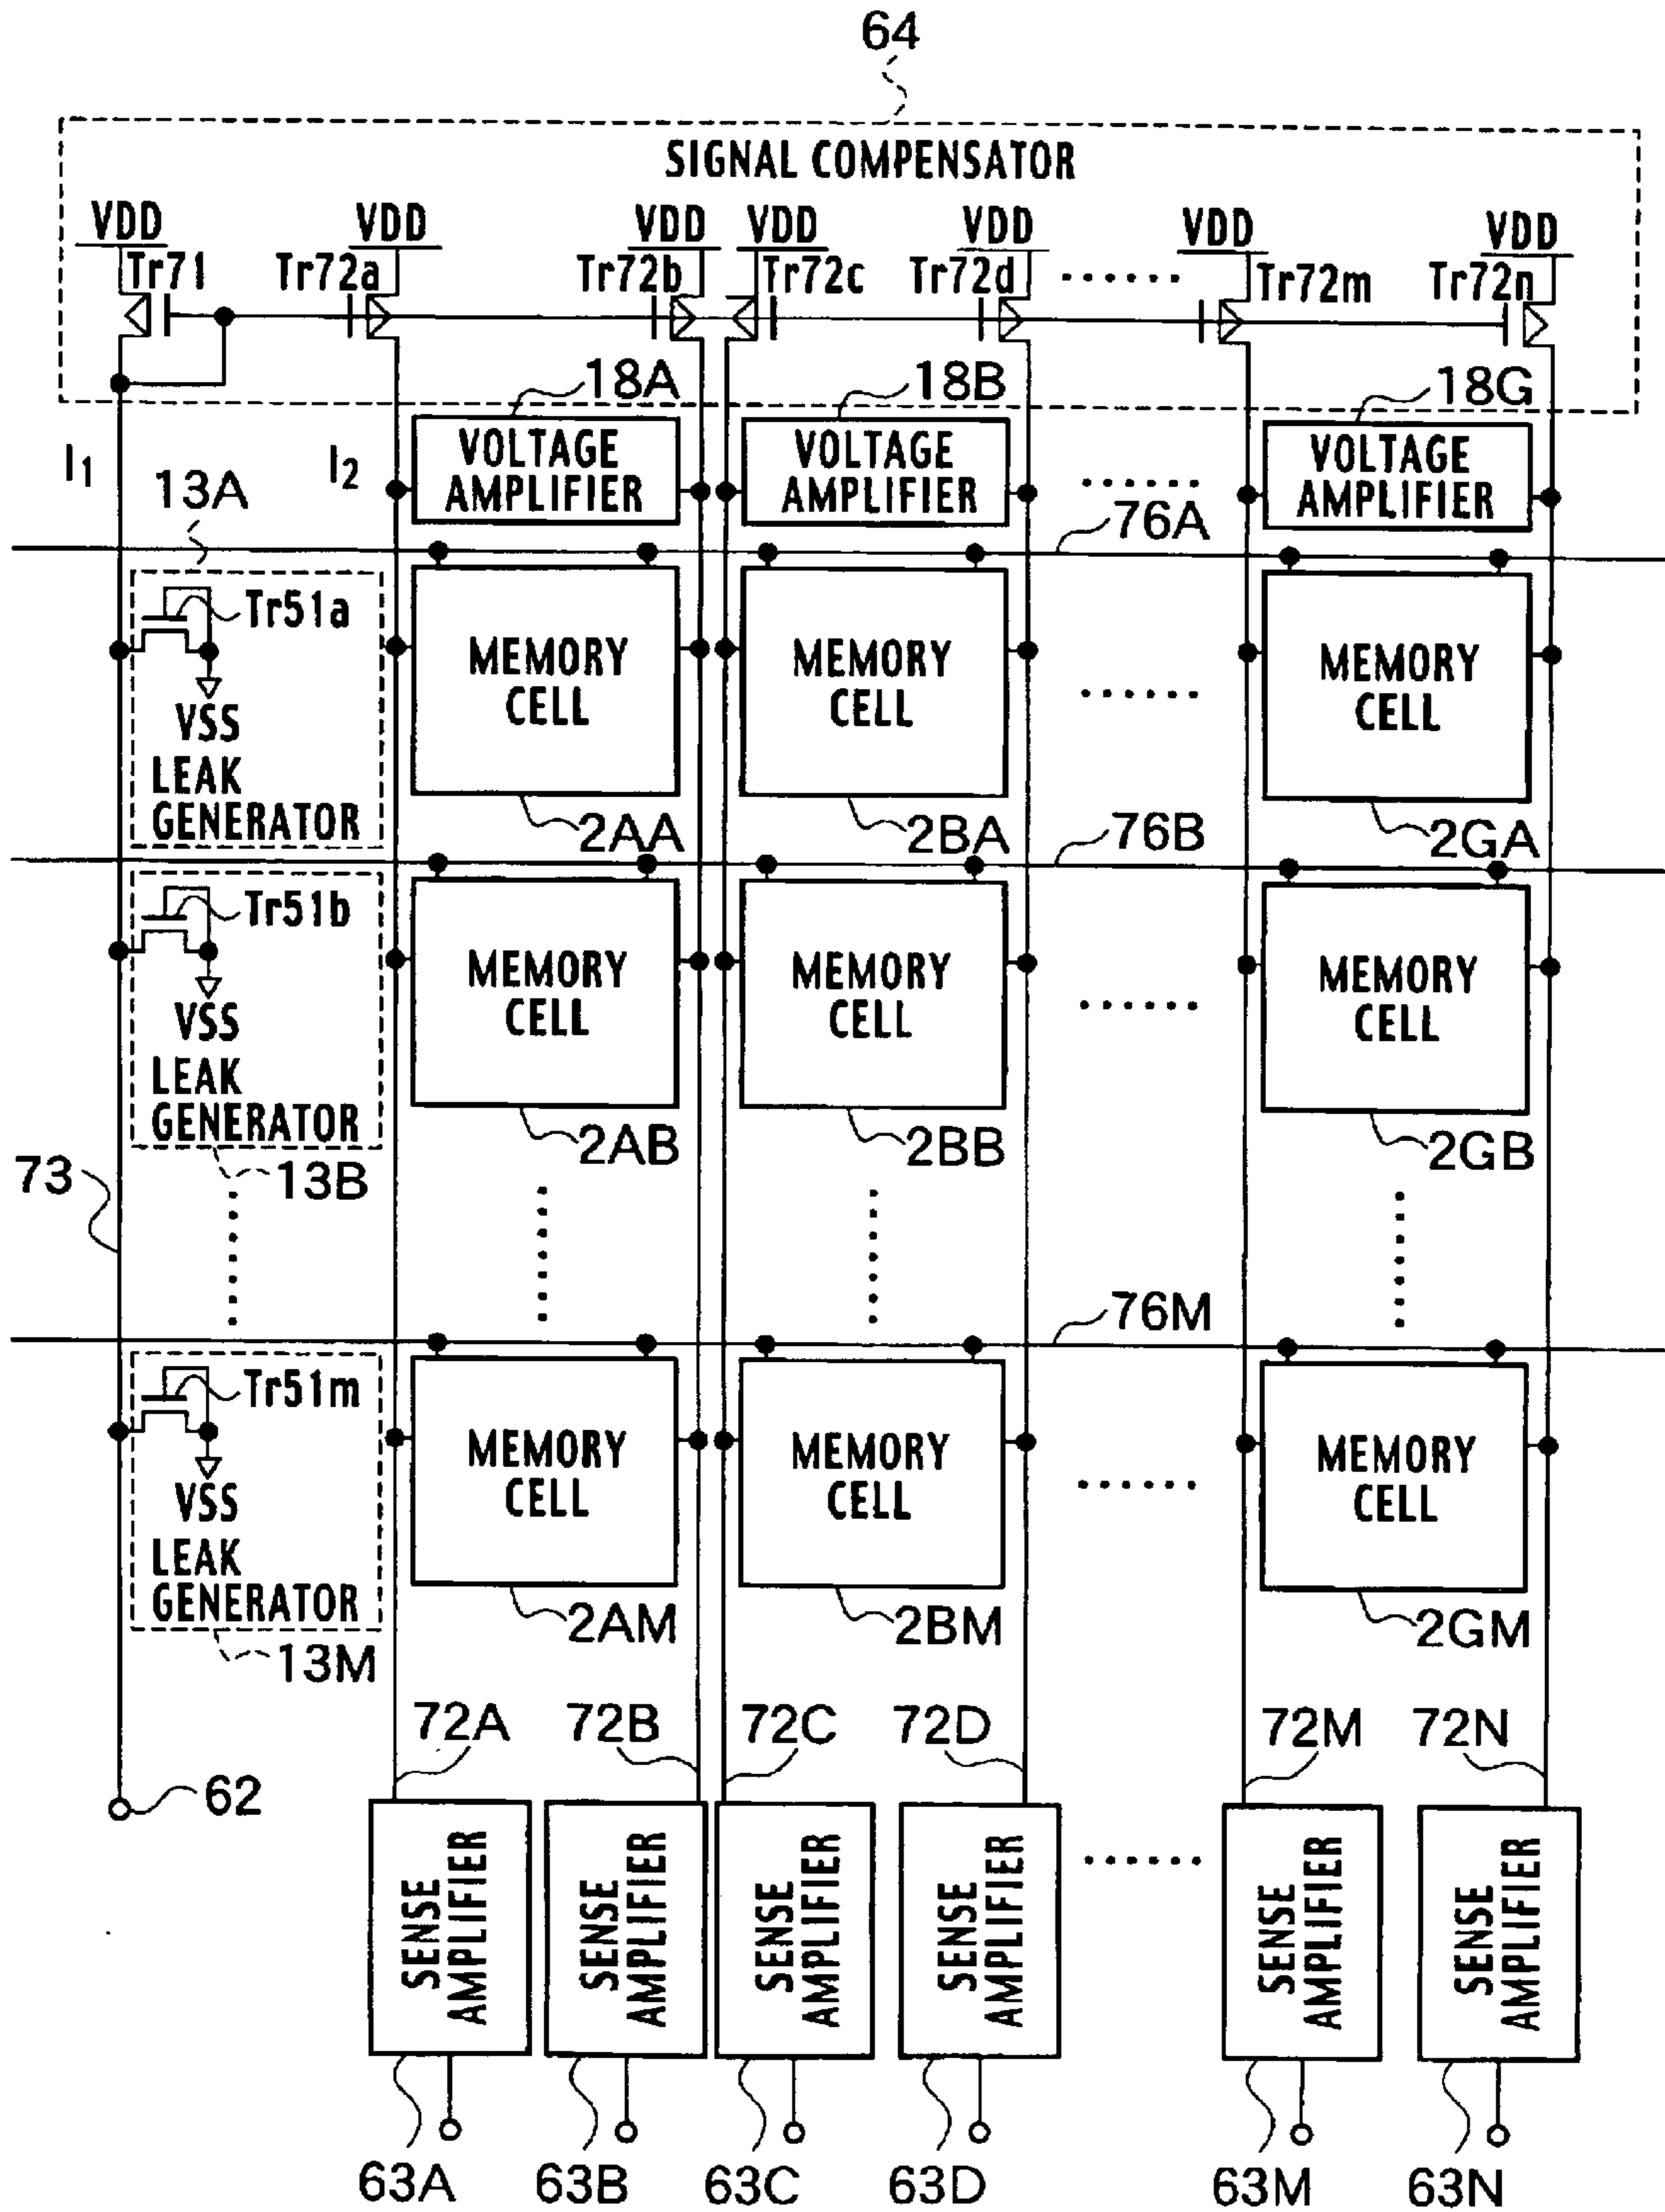 64
SIGNAL COMPENSATOR
VDD VDD VDD VDD VDD VDD VDD
Tr71 Tr72a Tr72b Tr72c Tr72d ...... Tr72m Tr72n
18A 18B 18G
I1 I2
VOLTAGE AMPLIFIER
VOLTAGE AMPLIFIER
......
VOLTAGE AMPLIFIER
13A
76A
Tr51a
VSS
LEAK
GENERATOR
MEMORY
CELL
MEMORY
CELL
......
MEMORY
CELL
2AA 2BA 76B 2GA
Tr51b
VSS
LEAK
GENERATOR
MEMORY
CELL
MEMORY
CELL
......
MEMORY
CELL
2AB 2BB 2GB
73
13B
76M
Tr51m
VSS
LEAK
GENERATOR
MEMORY
CELL
MEMORY
CELL
......
MEMORY
CELL
2AM 2BM 2GM
13M
72A 72B 72C 72D 72M 72N
62
SENSE
AMPLIFIER
SENSE
AMPLIFIER
SENSE
AMPLIFIER
SENSE
AMPLIFIER
......
SENSE
AMPLIFIER
SENSE
AMPLIFIER
63A 63B 63C 63D 63M 63N